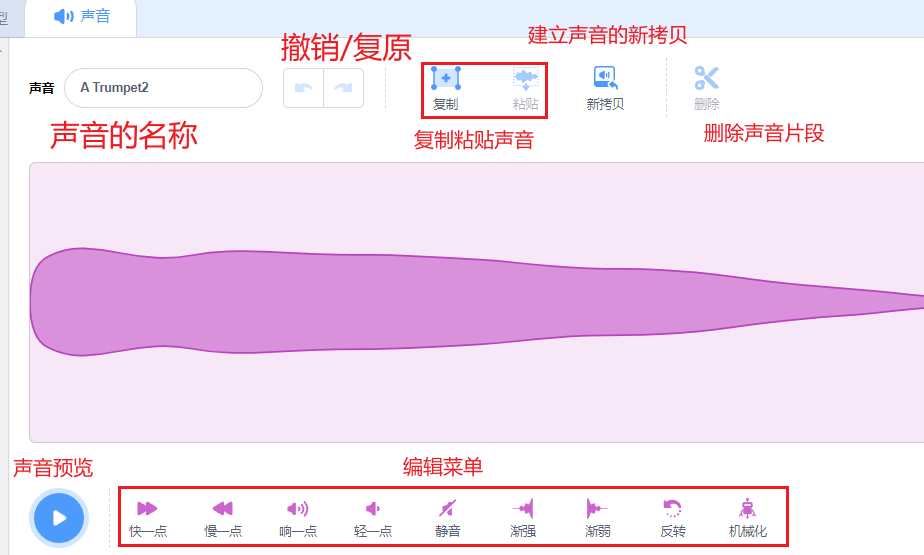 型
声音
撤销/复原
建立声音的新拷贝
声音
A Trumpet2
复制
粘贴
新拷贝
删除
声音的名称
复制粘贴声音
删除声音片段
声音预览
编辑菜单
快一点
慢一点
响一点
轻一点
静音
渐强
渐弱
反转
机械化